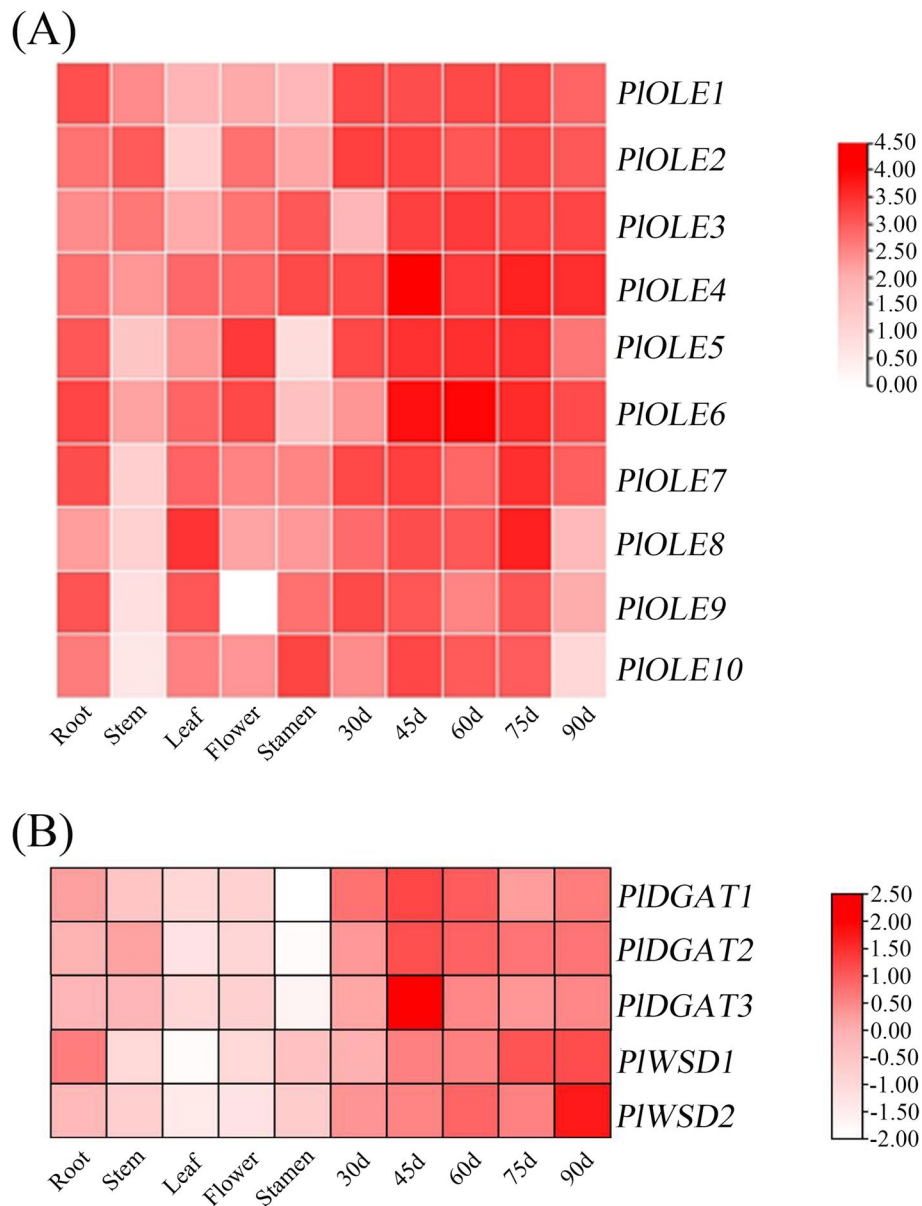 (A)
PlOLE1
PlOLE2
PlOLE3
PlOLE4
PlOLE5
PlOLE6
PlOLE7
PlOLE8
PlOLE9
PlOLE10
4.50
4.00
3.50
3.00
2.50
2.00
1.50
1.00
0.50
0.00
Root Stem Leaf Flower Stamen 30d 45d 60d 75d 90d
(B)
PlDGAT1
PlDGAT2
PlDGAT3
PlWSD1
PlWSD2
2.50
2.00
1.50
1.00
0.50
0.00
-0.50
-1.00
-1.50
-2.00
Root Stem Leaf Flower Stamen 30d 45d 60d 75d 90d